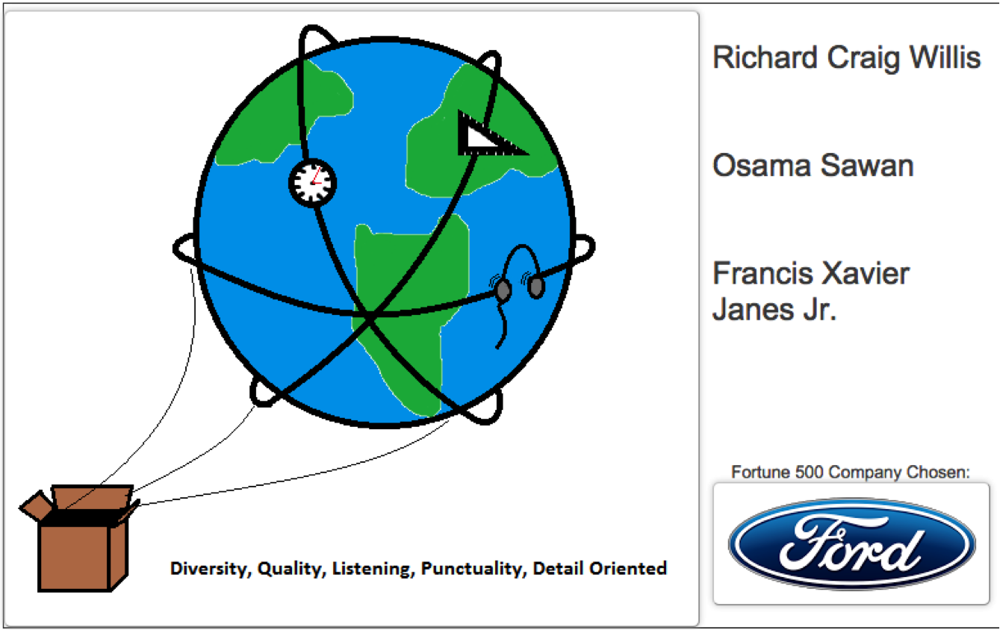 Richard Craig Willis
Osama Sawan
Francis Xavier
Janes Jr.
Fortune 500 Company Chosen:
Ford
Diversity, Quality, Listening, Punctuality, Detail Oriented